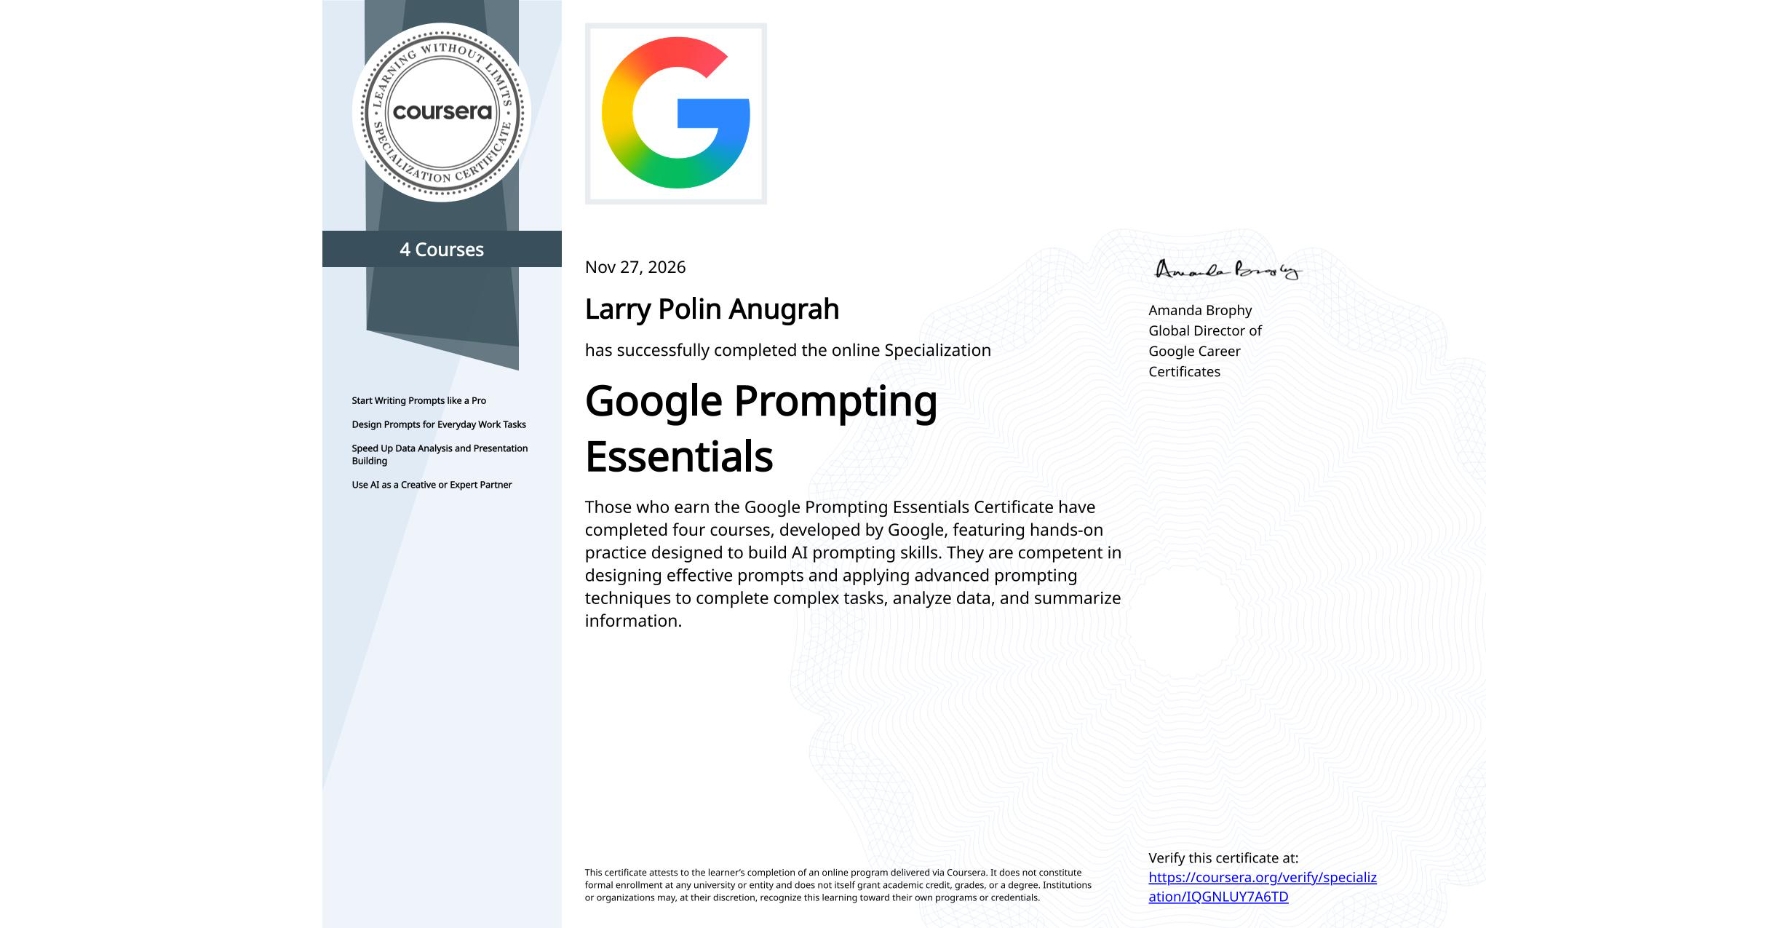 LEARNING WITHOUT LIMITS
coursera
SPECIALIZATION CERTIFICATE
4 Courses
Start Writing Prompts like a Pro
Design Prompts for Everyday Work Tasks
Speed Up Data Analysis and Presentation
Building
Use AI as a Creative or Expert Partner
Nov 27, 2026
Larry Polin Anugrah
has successfully completed the online Specialization
Google Prompting
Essentials
Those who earn the Google Prompting Essentials Certificate have
completed four courses, developed by Google, featuring hands-on
practice designed to build AI prompting skills. They are competent in
designing effective prompts and applying advanced prompting
techniques to complete complex tasks, analyze data, and summarize
information.
This certificate attests to the learner's completion of an online program delivered via Coursera. It does not constitute
formal enrollment at any university or entity and does not itself grant academic credit, grades, or a degree. Institutions
or organizations may, at their discretion, recognize this learning toward their own programs or credentials.
Amanda Brophy
Amanda Brophy
Global Director of
Google Career
Certificates
Verify this certificate at:
https://coursera.org/verify/specializ
ation/IQGNLUY7A6TD